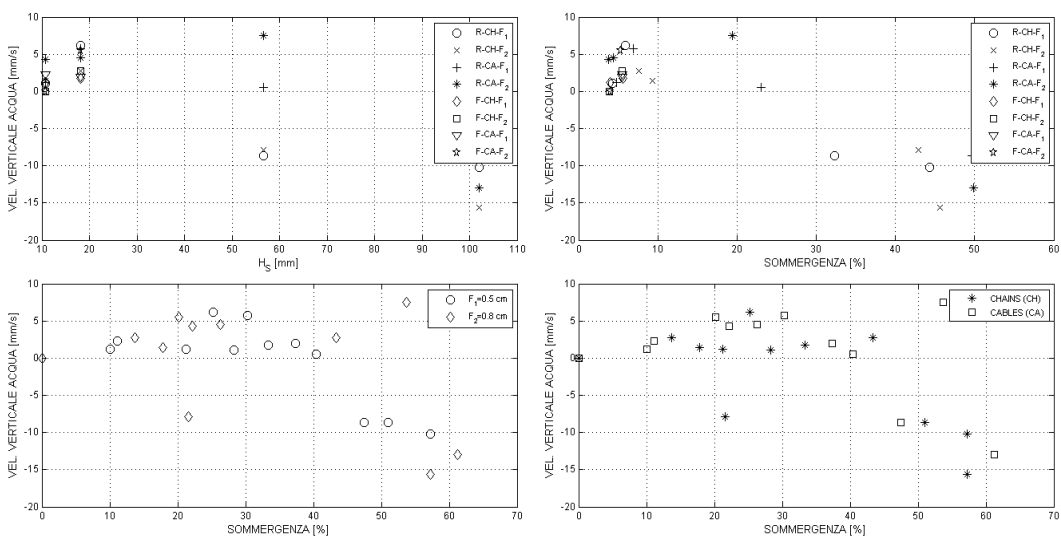 VEL. VERTICALE ACQUA [mm/s]
10
5
0
-5
-10
-15
-20
0 10 20 30 40 50 60 70 80 90 100 110
H_S [mm]
R-CH-F_1
R-CH-F_2
R-CA-F_1
R-CA-F_2
F-CH-F_1
F-CH-F_2
F-CA-F_1
F-CA-F_2
VEL. VERTICALE ACQUA [mm/s]
10
5
0
-5
-10
-15
-20
0 10 20 30 40 50 60
SOMMERGENZA [%]
R-CH-F_1
R-CH-F_2
R-CA-F_1
R-CA-F_2
F-CH-F_1
F-CH-F_2
F-CA-F_1
F-CA-F_2
VEL. VERTICALE ACQUA [mm/s]
10
5
0
-5
-10
-15
-20
0 10 20 30 40 50 60 70
SOMMERGENZA [%]
F_1=0.5 cm
F_2=0.8 cm
VEL. VERTICALE ACQUA [mm/s]
10
5
0
-5
-10
-15
-20
0 10 20 30 40 50 60 70
SOMMERGENZA [%]
CHAINS (CH)
CABLES (CA)